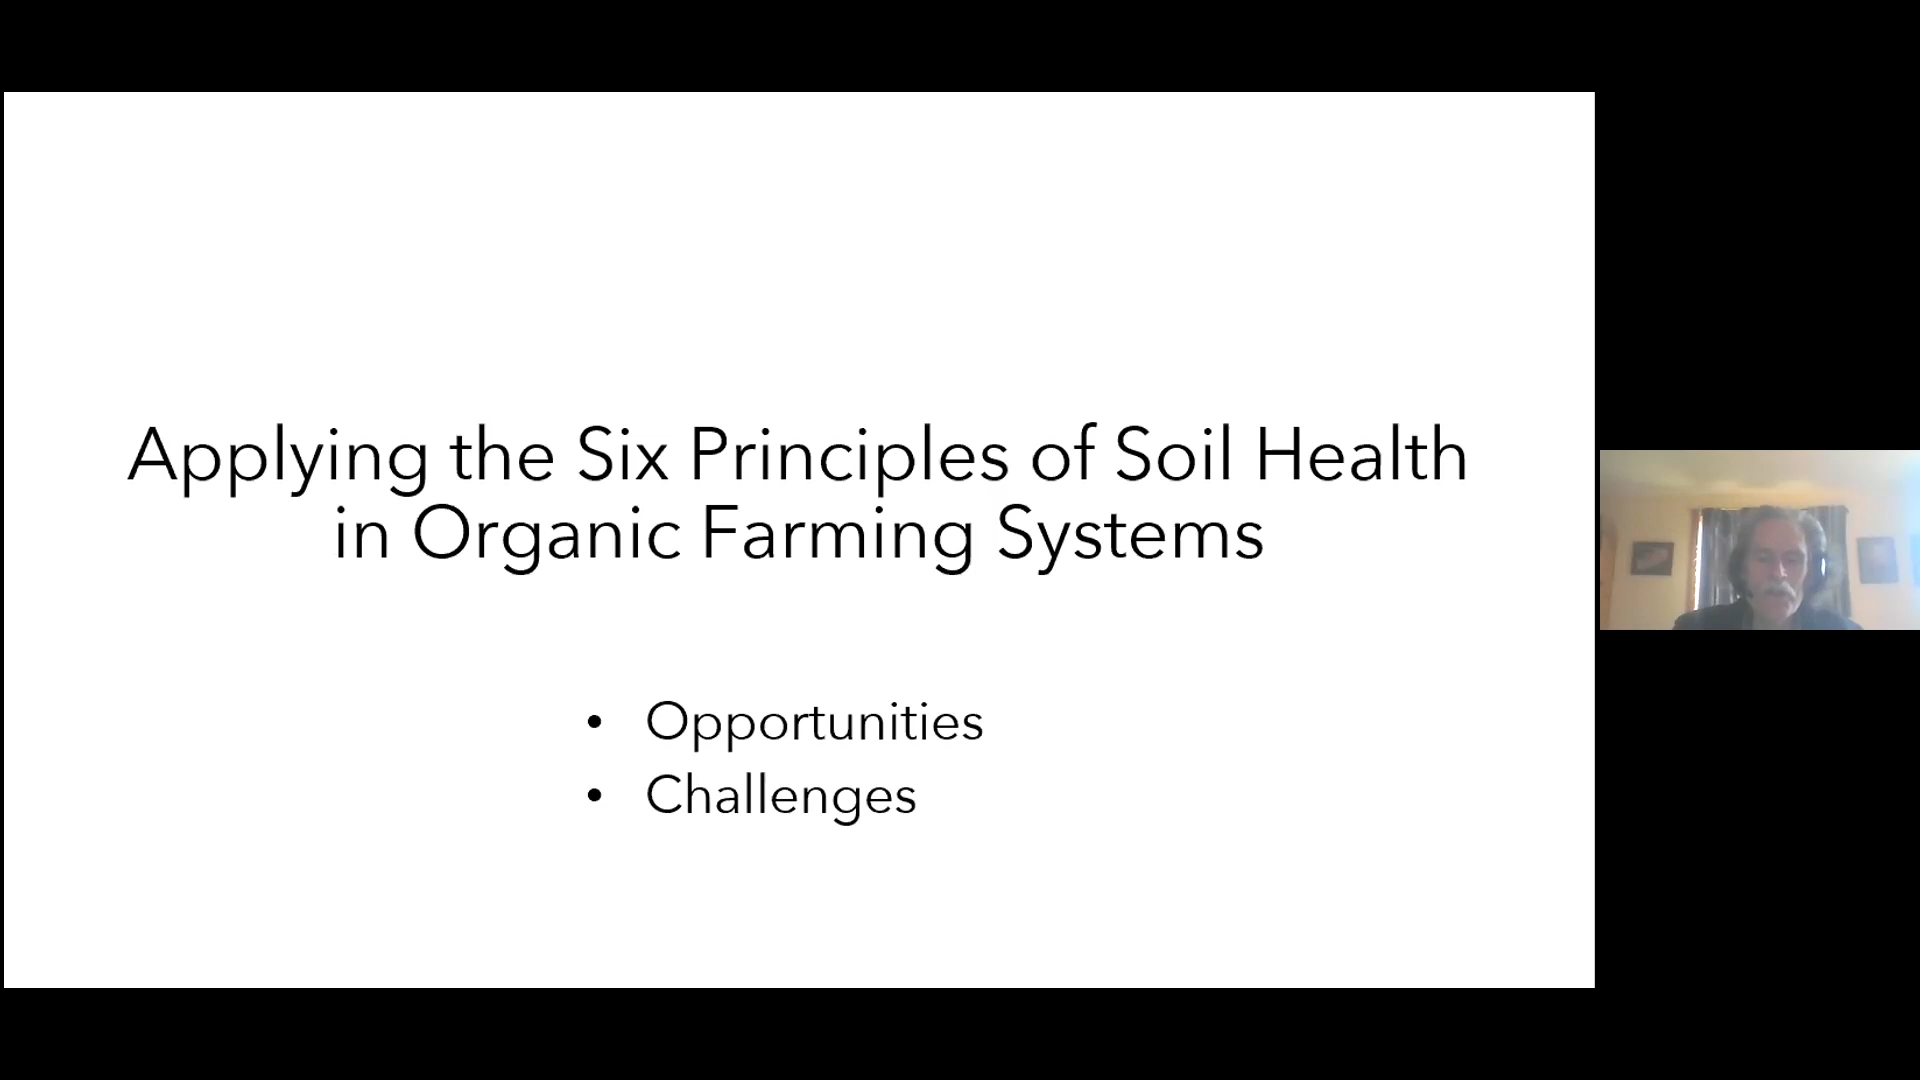 Applying the Six Principles of Soil Health
in Organic Farming Systems
• Opportunities
• Challenges